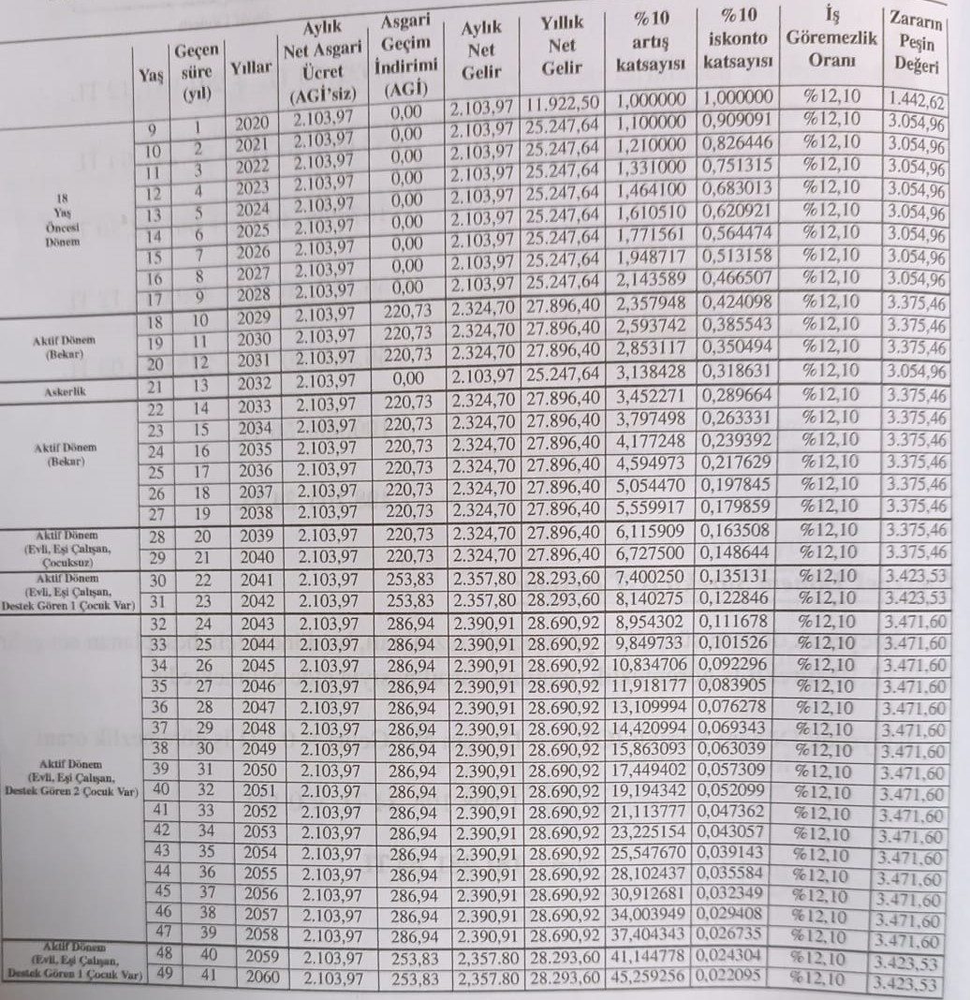 Yaş Geçen süre (yıl) Yıllar Aylık Net Asgari Ücret (AGİ'siz) Asgari Geçim İndirimi (AGİ) Aylık Net Gelir Yıllık Net Gelir %10 artış katsayısı %10 iskonto katsayısı İş Göremezlik Oranı Zararın Peşin Değeri
18 Yaş Öncesi Dönem
9 1 2020 2.103,97 0,00 2.103,97 11.922,50 1,000000 1,000000 %12,10 1.442,62
10 2 2021 2.103,97 0,00 2.103,97 25.247,64 1,100000 0,909091 %12,10 3.054,96
11 3 2022 2.103,97 0,00 2.103,97 25.247,64 1,210000 0,826446 %12,10 3.054,96
12 4 2023 2.103,97 0,00 2.103,97 25.247,64 1,331000 0,751315 %12,10 3.054,96
13 5 2024 2.103,97 0,00 2.103,97 25.247,64 1,464100 0,683013 %12,10 3.054,96
14 6 2025 2.103,97 0,00 2.103,97 25.247,64 1,610510 0,620921 %12,10 3.054,96
15 7 2026 2.103,97 0,00 2.103,97 25.247,64 1,771561 0,564474 %12,10 3.054,96
16 8 2027 2.103,97 0,00 2.103,97 25.247,64 1,948717 0,513158 %12,10 3.054,96
17 9 2028 2.103,97 0,00 2.103,97 25.247,64 2,143589 0,466507 %12,10 3.054,96
Aktif Dönem (Bekar)
18 10 2029 2.103,97 220,73 2.324,70 27.896,40 2,357948 0,424098 %12,10 3.375,46
19 11 2030 2.103,97 220,73 2.324,70 27.896,40 2,593742 0,385543 %12,10 3.375,46
20 12 2031 2.103,97 220,73 2.324,70 27.896,40 2,853117 0,350494 %12,10 3.375,46
Askerlik
21 13 2032 2.103,97 0,00 2.103,97 25.247,64 3,138428 0,318631 %12,10 3.054,96
Aktif Dönem (Bekar)
22 14 2033 2.103,97 220,73 2.324,70 27.896,40 3,452271 0,289664 %12,10 3.375,46
23 15 2034 2.103,97 220,73 2.324,70 27.896,40 3,797498 0,263331 %12,10 3.375,46
24 16 2035 2.103,97 220,73 2.324,70 27.896,40 4,177248 0,239392 %12,10 3.375,46
25 17 2036 2.103,97 220,73 2.324,70 27.896,40 4,594973 0,217629 %12,10 3.375,46
26 18 2037 2.103,97 220,73 2.324,70 27.896,40 5,054470 0,197845 %12,10 3.375,46
27 19 2038 2.103,97 220,73 2.324,70 27.896,40 5,559917 0,179859 %12,10 3.375,46
Aktif Dönem (Evli, Eşi Çalışan, Çocuksuz)
28 20 2039 2.103,97 220,73 2.324,70 27.896,40 6,115909 0,163508 %12,10 3.375,46
29 21 2040 2.103,97 220,73 2.324,70 27.896,40 6,727500 0,148644 %12,10 3.375,46
Aktif Dönem (Evli, Eşi Çalışan, Destek Gören 1 Çocuk Var)
30 22 2041 2.103,97 253,83 2.357,80 28.293,60 7,400250 0,135131 %12,10 3.423,53
31 23 2042 2.103,97 253,83 2.357,80 28.293,60 8,140275 0,122846 %12,10 3.423,53
Aktif Dönem (Evli, Eşi Çalışan, Destek Gören 2 Çocuk Var)
32 24 2043 2.103,97 286,94 2.390,91 28.690,92 8,954302 0,111678 %12,10 3.471,60
33 25 2044 2.103,97 286,94 2.390,91 28.690,92 9,849733 0,101526 %12,10 3.471,60
34 26 2045 2.103,97 286,94 2.390,91 28.690,92 10,834706 0,092296 %12,10 3.471,60
35 27 2046 2.103,97 286,94 2.390,91 28.690,92 11,918177 0,083905 %12,10 3.471,60
36 28 2047 2.103,97 286,94 2.390,91 28.690,92 13,109994 0,076278 %12,10 3.471,60
37 29 2048 2.103,97 286,94 2.390,91 28.690,92 14,420994 0,069343 %12,10 3.471,60
38 30 2049 2.103,97 286,94 2.390,91 28.690,92 15,863093 0,063039 %12,10 3.471,60
39 31 2050 2.103,97 286,94 2.390,91 28.690,92 17,449402 0,057309 %12,10 3.471,60
40 32 2051 2.103,97 286,94 2.390,91 28.690,92 19,194342 0,052099 %12,10 3.471,60
41 33 2052 2.103,97 286,94 2.390,91 28.690,92 21,113777 0,047362 %12,10 3.471,60
42 34 2053 2.103,97 286,94 2.390,91 28.690,92 23,225154 0,043057 %12,10 3.471,60
43 35 2054 2.103,97 286,94 2.390,91 28.690,92 25,547670 0,039143 %12,10 3.471,60
44 36 2055 2.103,97 286,94 2.390,91 28.690,92 28,102437 0,035584 %12,10 3.471,60
45 37 2056 2.103,97 286,94 2.390,91 28.690,92 30,912681 0,032349 %12,10 3.471,60
46 38 2057 2.103,97 286,94 2.390,91 28.690,92 34,003949 0,029408 %12,10 3.471,60
47 39 2058 2.103,97 286,94 2.390,91 28.690,92 37,404343 0,026735 %12,10 3.471,60
Aktif Dönem (Evli, Eşi Çalışan, Destek Gören 1 Çocuk Var)
48 40 2059 2.103,97 253,83 2,357.80 28.293,60 41,144778 0,024304 %12,10 3.423,53
49 41 2060 2.103,97 253,83 2,357.80 28.293,60 45,259256 0,022095 %12,10 3.423,53